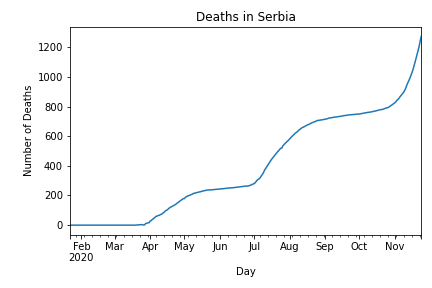 Deaths in Serbia
1200
1000
800
600
400
200
0
Number of Deaths
Feb Mar Apr May Jun Jul Aug Sep Oct Nov
2020
Day